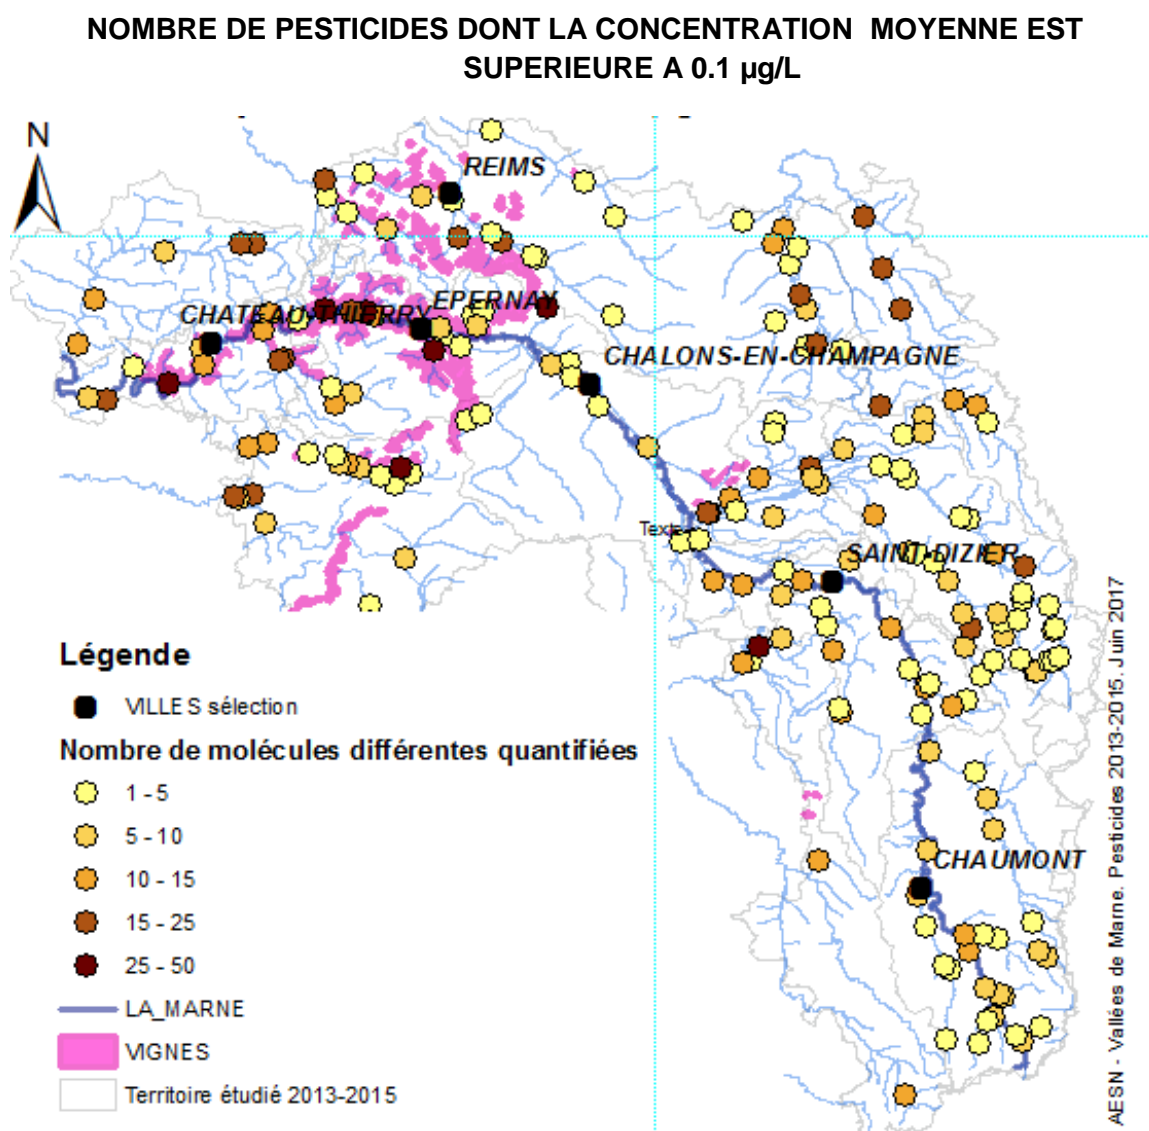 NOMBRE DE PESTICIDES DONT LA CONCENTRATION MOYENNE EST
SUPERIEURE A 0.1 µg/L
N
REIMS
CHATEAU-THIERRY
EPERNAY
CHALONS-EN-CHAMPAGNE
Texte
SAINT-DIZIER
CHAUMONT
Légende
VILLES sélection
Nombre de molécules différentes quantifiées
1 - 5
5 - 10
10 - 15
15 - 25
25 - 50
LA_MARNE
VIGNES
Territoire étudié 2013-2015
AESN - Vallées de Marne. Pesticides 2013-2015. Juin 2017